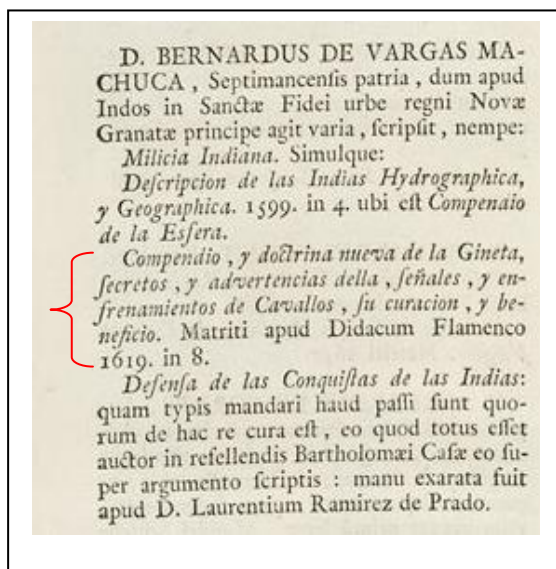 D. BERNARDUS DE VARGAS MA-
CHUCA , Septimancenſis patria , dum apud
Indos in Sanctæ Fidei urbe regni Novæ
Granatæ principe agit varia , ſcripſit , nempe:
Milicia Indiana. Simulque:
Deſcripcion de las Indias Hydrographica,
y Geographica. 1599. in 4. ubi eſt Compendio
de la Esfera.
Compendio , y doctrina nueva de la Gineta,
ſecretos , y advertencias della , ſeñales , y en-
frenamientos de Cavallos , ſu curacion , y be-
neficio. Matriti apud Didacum Flamenco
1619. in 8.
Defenſa de las Conquiſtas de las Indias:
quam typis mandari haud paſſi ſunt quo-
rum de hac re cura eſt , eo quod totus eſſet
auctor in refellendis Bartholomæi Caſæ eo ſu-
per argumento ſcriptis : manu exarata fuit
apud D. Laurentium Ramirez de Prado.